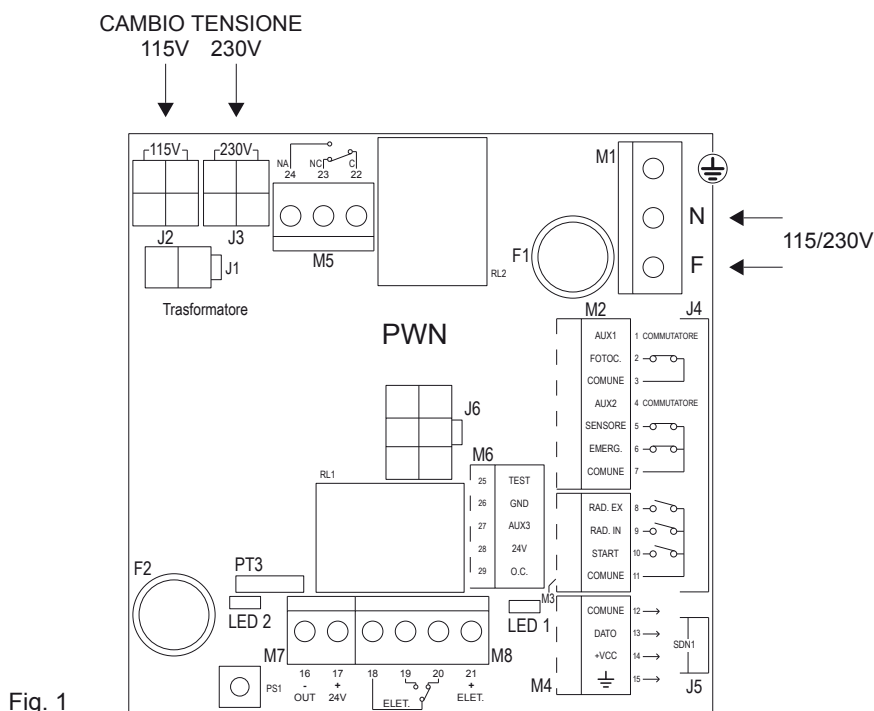 CAMBIO TENSIONE
115V 230V
115V 230V
NA NC C
24 23 22
M1
N
F
115/230V
J2 J3
J1
Trasformatore
M5
RL2
F1
PWN
M2 J4
AUX1 1 COMMUTATORE
FOTOC. 2
COMUNE 3
AUX2 4 COMMUTATORE
SENSORE 5
EMERG. 6
COMUNE 7
J6
M6
25 TEST
26 GND
27 AUX3
28 24V
29 O.C.
RL1
RAD. EX 8
RAD. IN 9
START 10
COMUNE 11
M3
F2
PT3
LED 2
LED 1
COMUNE 12
DATO 13
+VCC 14
15
SDN1
M4 J5
M7 M8
PS1
16 17 18 19 20 21
- + +
OUT 24V ELET. ELET.
Fig. 1